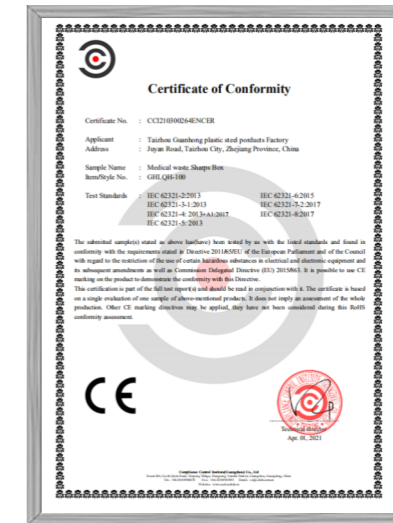 Certificate of Conformity
Certificate No. : CCI210300264ENCER
Applicant : Taizhou Guanhong plastic steel porducts Factory
Address : Juyan Road, Taizhou City, Zhejiang Province, China
Sample Name : Medical waste Sharps Box
Item/Style No. : GHLQH-100
Test Standards : IEC 62321-2:2013 IEC 62321-6:2015
IEC 62321-3-1:2013 IEC 62321-7-2:2017
IEC 62321-4: 2013+A1:2017 IEC 62321-8:2017
IEC 62321-5: 2013
The submitted sample(s) stated as above has(have) been tested by us with the listed standards and found in
conformity with the requirements stated in Directive 2011/65/EU of the European Parliament and of the Council
with regard to the restriction of the use of certain hazardous substances in electrical and electronic equipment and
its subsequent amendments as well as Commission Delegated Directive (EU) 2015/863. It is possible to use CE
marking on the product to demonstrate the conformity with this Directive.
This certification is part of the full test report(s) and should be read in conjunction with it. The certificate is based
on a single evaluation of one sample of above-mentioned products. It does not imply an assessment of the whole
production. Other CE marking directives may be applied, they have not been considered during this RoHS
conformity assessment.
CE
Technical director
Apr. 01, 2021